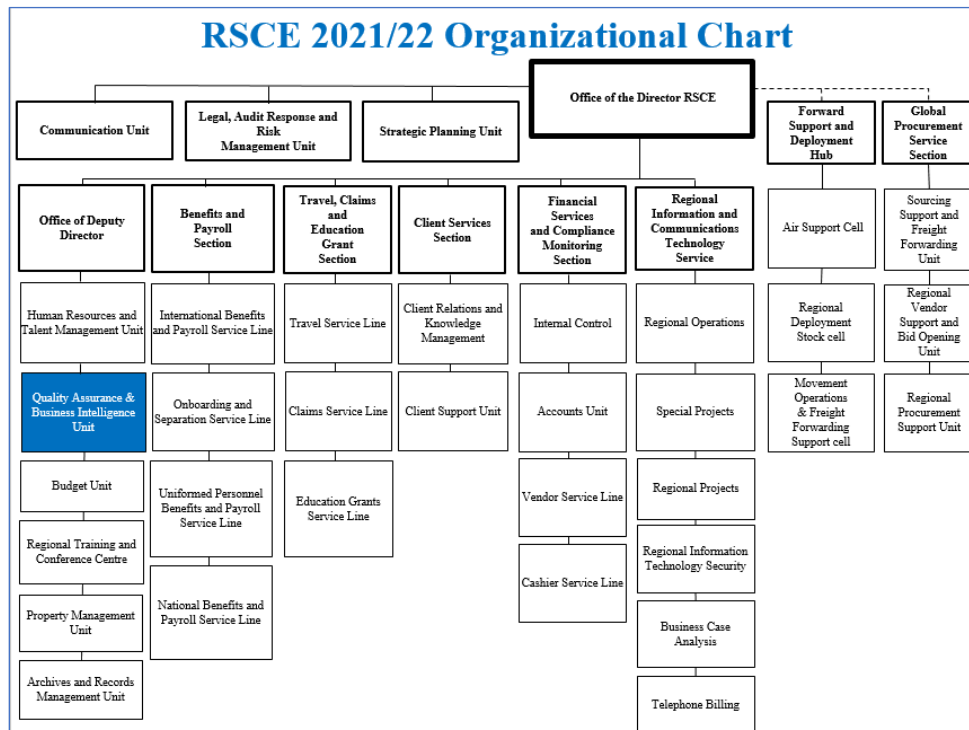 RSCE 2021/22 Organizational Chart
Office of the Director RSCE
Communication Unit
Legal, Audit Response and
Risk
Management Unit
Strategic Planning Unit
Forward
Support and
Deployment
Hub
Global
Procurement
Service
Section
Office of Deputy
Director
Benefits and
Payroll
Section
Travel, Claims
and
Education
Grant
Section
Client Services
Section
Financial
Services
and Compliance
Monitoring
Section
Regional
Information and
Communications
Technology
Service
Air Support Cell
Sourcing
Support and
Freight
Forwarding
Unit
Human Resources and
Talent Management Unit
International Benefits
and Payroll Service Line
Travel Service Line
Client Relations and
Knowledge
Management
Internal Control
Regional Operations
Regional
Deployment
Stock cell
Regional
Vendor
Support and
Bid Opening
Unit
Quality Assurance &
Business Intelligence
Unit
Onboarding and
Separation Service Line
Claims Service Line
Client Support Unit
Accounts Unit
Special Projects
Movement
Operations
& Freight
Forwarding
Support cell
Regional
Procurement
Support Unit
Budget Unit
Uniformed Personnel
Benefits and Payroll
Service Line
Education Grants
Service Line
Vendor Service Line
Regional Projects
Regional Training and
Conference Centre
Regional Information
Technology Security
National Benefits and
Payroll Service Line
Cashier Service Line
Property Management
Unit
Business Case
Analysis
Archives and Records
Management Unit
Telephone Billing